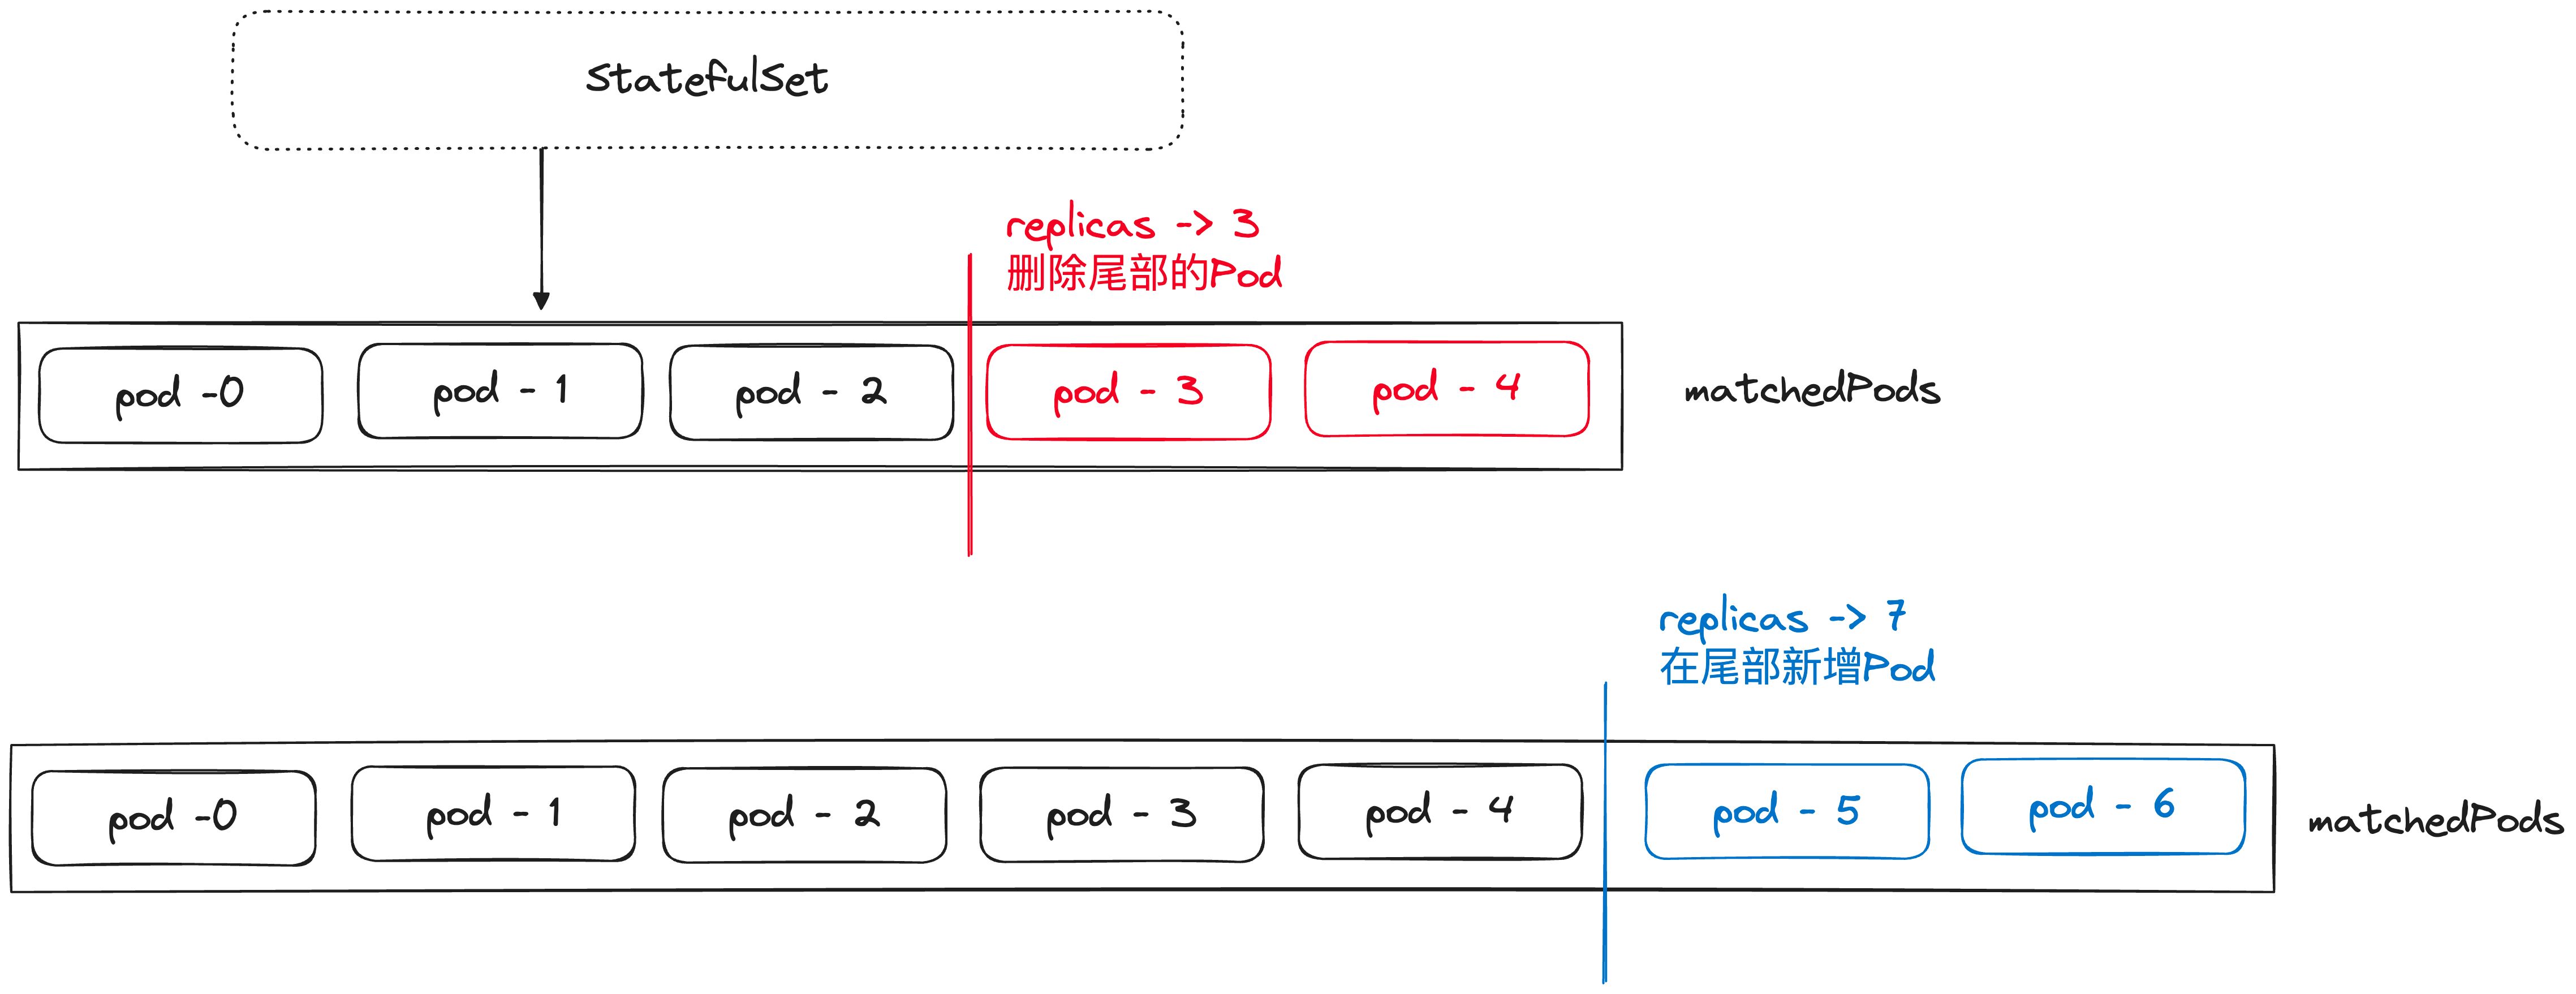 StatefulSet
replicas -> 3
删除尾部的Pod
pod -0
pod - 1
pod - 2
pod - 3
pod - 4
matchedPods
replicas -> 7
在尾部新增Pod
pod -0
pod - 1
pod - 2
pod - 3
pod - 4
pod - 5
pod - 6
matchedPods